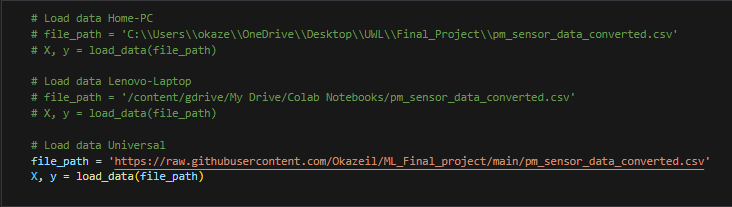 # Load data Home-PC
# file_path = 'C:\\Users\\okaze\\OneDrive\\Desktop\\UWL\\Final_Project\\pm_sensor_data_converted.csv'
# X, y = load_data(file_path)
# Load data Lenovo-Laptop
# file_path = '/content/gdrive/My Drive/Colab Notebooks/pm_sensor_data_converted.csv'
# X, y = load_data(file_path)
# Load data Universal
file_path = 'https://raw.githubusercontent.com/Okazeil/ML_Final_project/main/pm_sensor_data_converted.csv'
X, y = load_data(file_path)